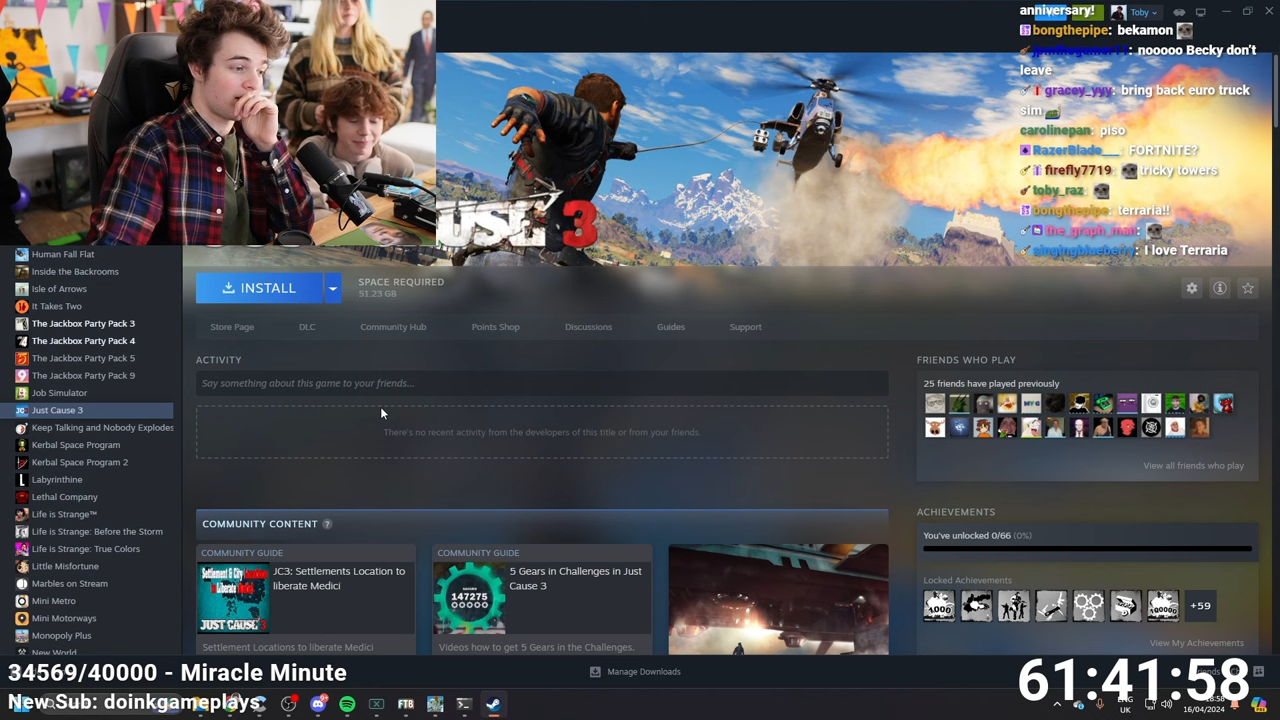 anniversary!
Toby
bongthepipe: bekamon
jpmthegamer11: nooooo Becky don't
leave
gracey_yyy: bring back euro truck
sim
carolinepan: piso
RazerBlade___: FORTNITE?
firefly7719: tricky towers
toby_raz:
bongthepipe: terraria!!
the_graph_man:
singingblueberry: I love Terraria
USE 3
Human Fall Flat
Inside the Backrooms
Isle of Arrows
It Takes Two
The Jackbox Party Pack 3
The Jackbox Party Pack 4
The Jackbox Party Pack 5
The Jackbox Party Pack 9
Job Simulator
Just Cause 3
Keep Talking and Nobody Explodes
Kerbal Space Program
Kerbal Space Program 2
Labyrinthine
Lethal Company
Life is Strange™
Life is Strange: Before the Storm
Life is Strange: True Colors
Little Misfortune
Marbles on Stream
Mini Metro
Mini Motorways
Monopoly Plus
New World
INSTALL
SPACE REQUIRED
51.23 GB
Store Page DLC Community Hub Points Shop Discussions Guides Support
ACTIVITY
Say something about this game to your friends...
There's no recent activity from the developers of this title or from your friends.
FRIENDS WHO PLAY
25 friends have played previously
View all friends who play
COMMUNITY CONTENT ?
COMMUNITY GUIDE
JC3: Settlements Location to
liberate Medici
JUST CAUSE 3
Settlement Locations to liberate Medici
COMMUNITY GUIDE
147275
5 Gears in Challenges in Just
Cause 3
Videos how to get 5 Gears in the Challenges.
ACHIEVEMENTS
You've unlocked 0/66 (0%)
Locked Achievements
+59
View My Achievements
Manage Downloads
34569/40000 - Miracle Minute
New Sub: doinkgameplays
61:41:58
FTB
ENG
UK
18:58
16/04/2024